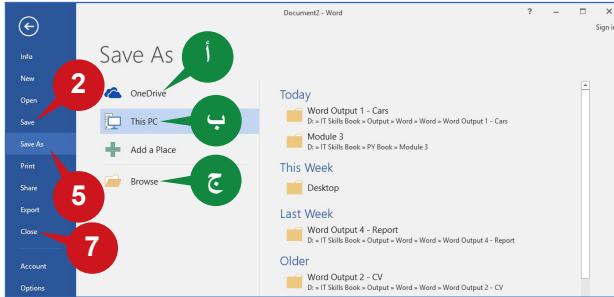 Document2 - Word
? - □ ×
Sign in
Save As
Info
New
Open
Save
Save As
Print
Share
Export
Close
Account
Options
2
5
7
OneDrive
أ
This PC
ب
Add a Place
Browse
ج
Today
Word Output 1 - Cars
D: » IT Skills Book » Output » Word » Word » Word Output 1 - Cars
Module 3
D: » IT Skills Book » PY Book » Module 3
This Week
Desktop
Last Week
Word Output 4 - Report
D: » IT Skills Book » Output » Word » Word » Word Output 4 - Report
Older
Word Output 2 - CV
D: » IT Skills Book » Output » Word » Word » Word Output 2 - CV